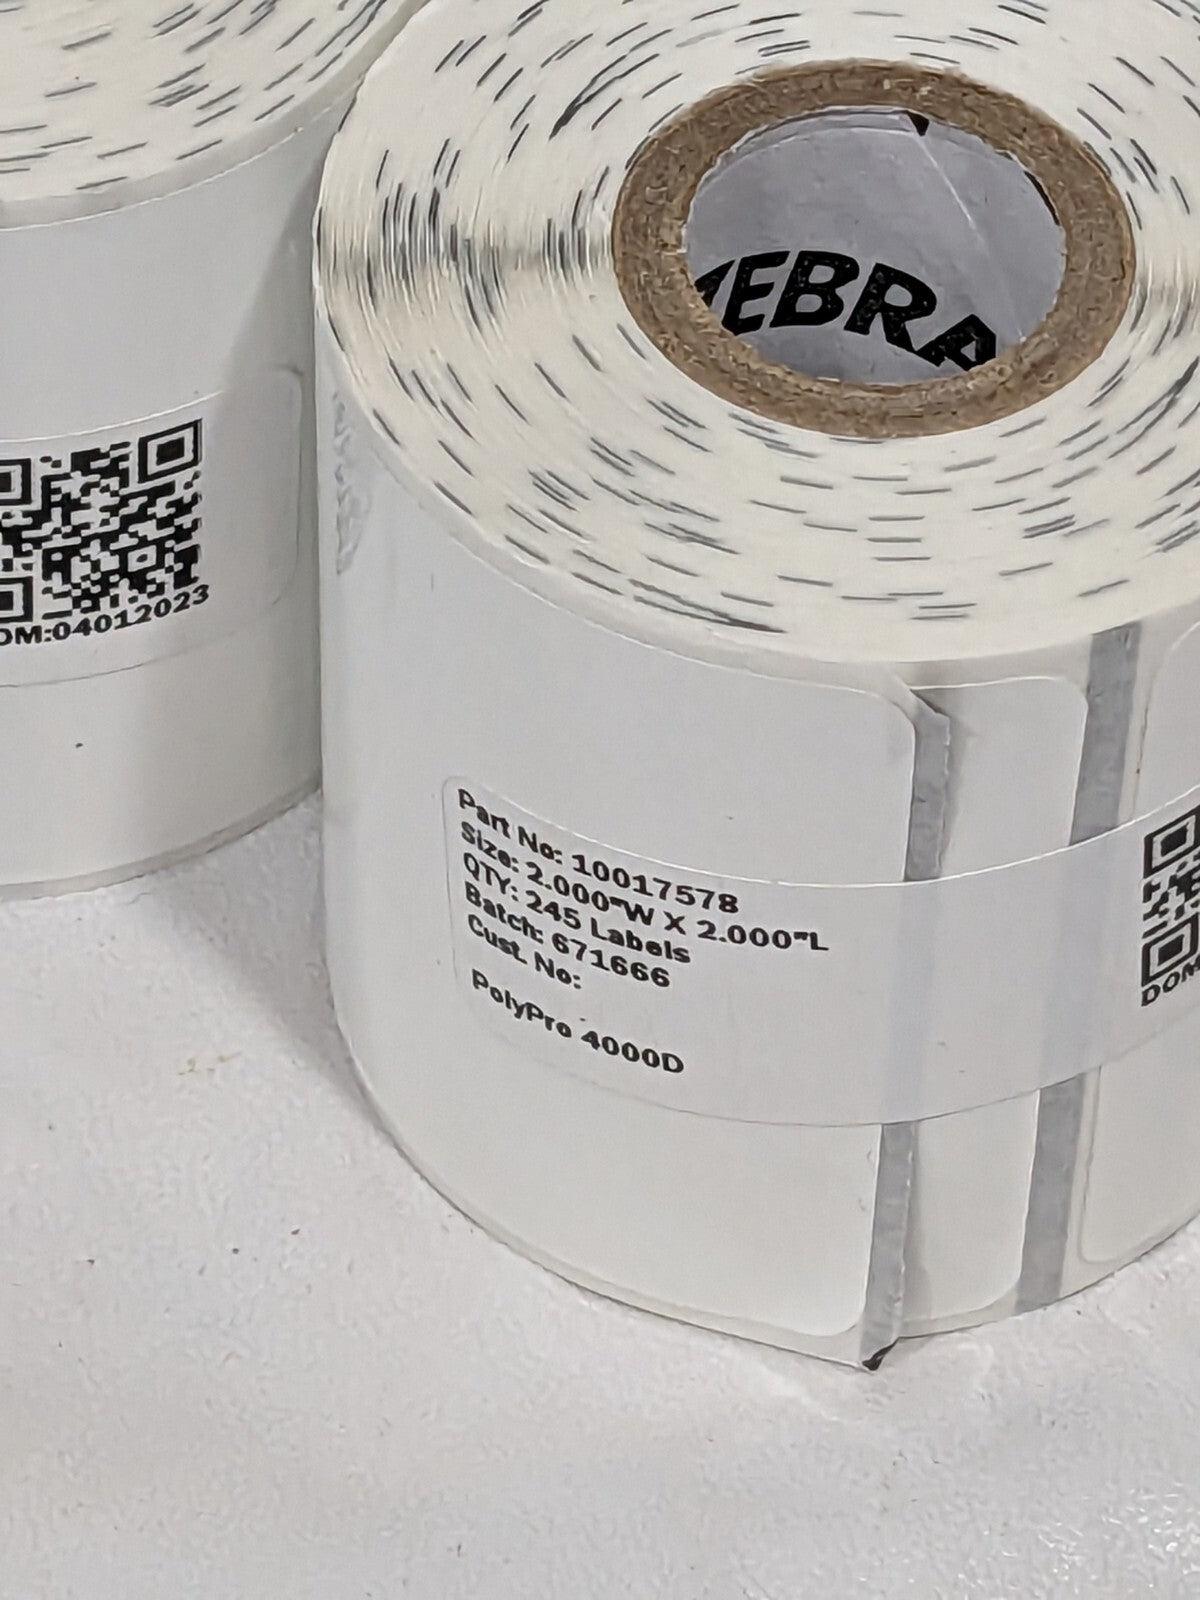 ZEBRA
DOM:04012023
Part No: 10017578
Size: 2.000"W X 2.000"L
QTY: 245 Labels
Batch: 671666
Cust. No:
PolyPro 4000D
DOM